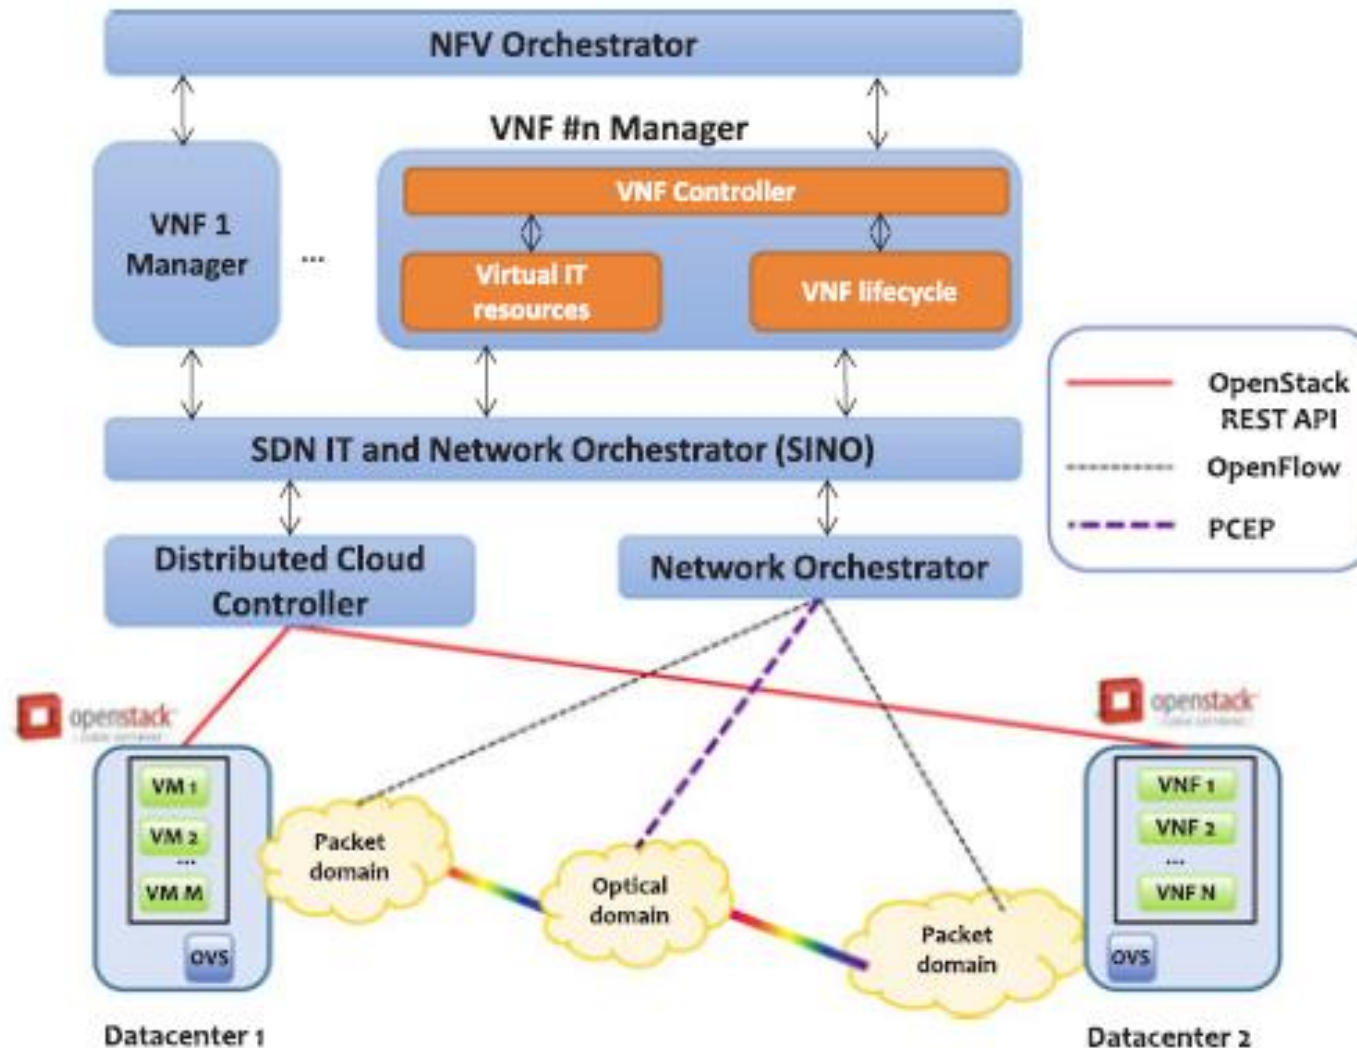 NFV Orchestrator
VNF #n Manager
VNF 1
Manager
...
VNF Controller
Virtual IT
resources
VNF lifecycle
SDN IT and Network Orchestrator (SINO)
Distributed Cloud
Controller
Network Orchestrator
OpenStack
REST API
OpenFlow
PCEP
openstack
openstack
VM 1
VM 2
...
VM M
OVS
Datacenter 1
Packet
domain
Optical
domain
Packet
domain
VNF 1
VNF 2
...
VNF N
OVS
Datacenter 2